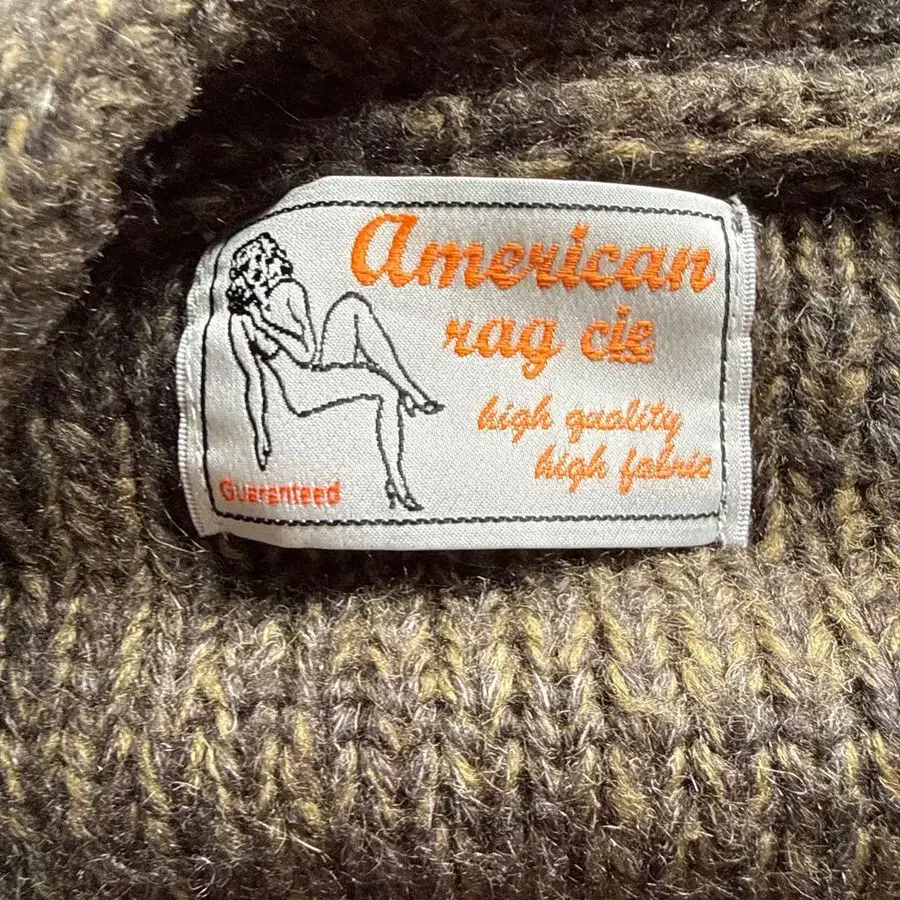 American
rag cie
high quality
high fabric
Guaranteed